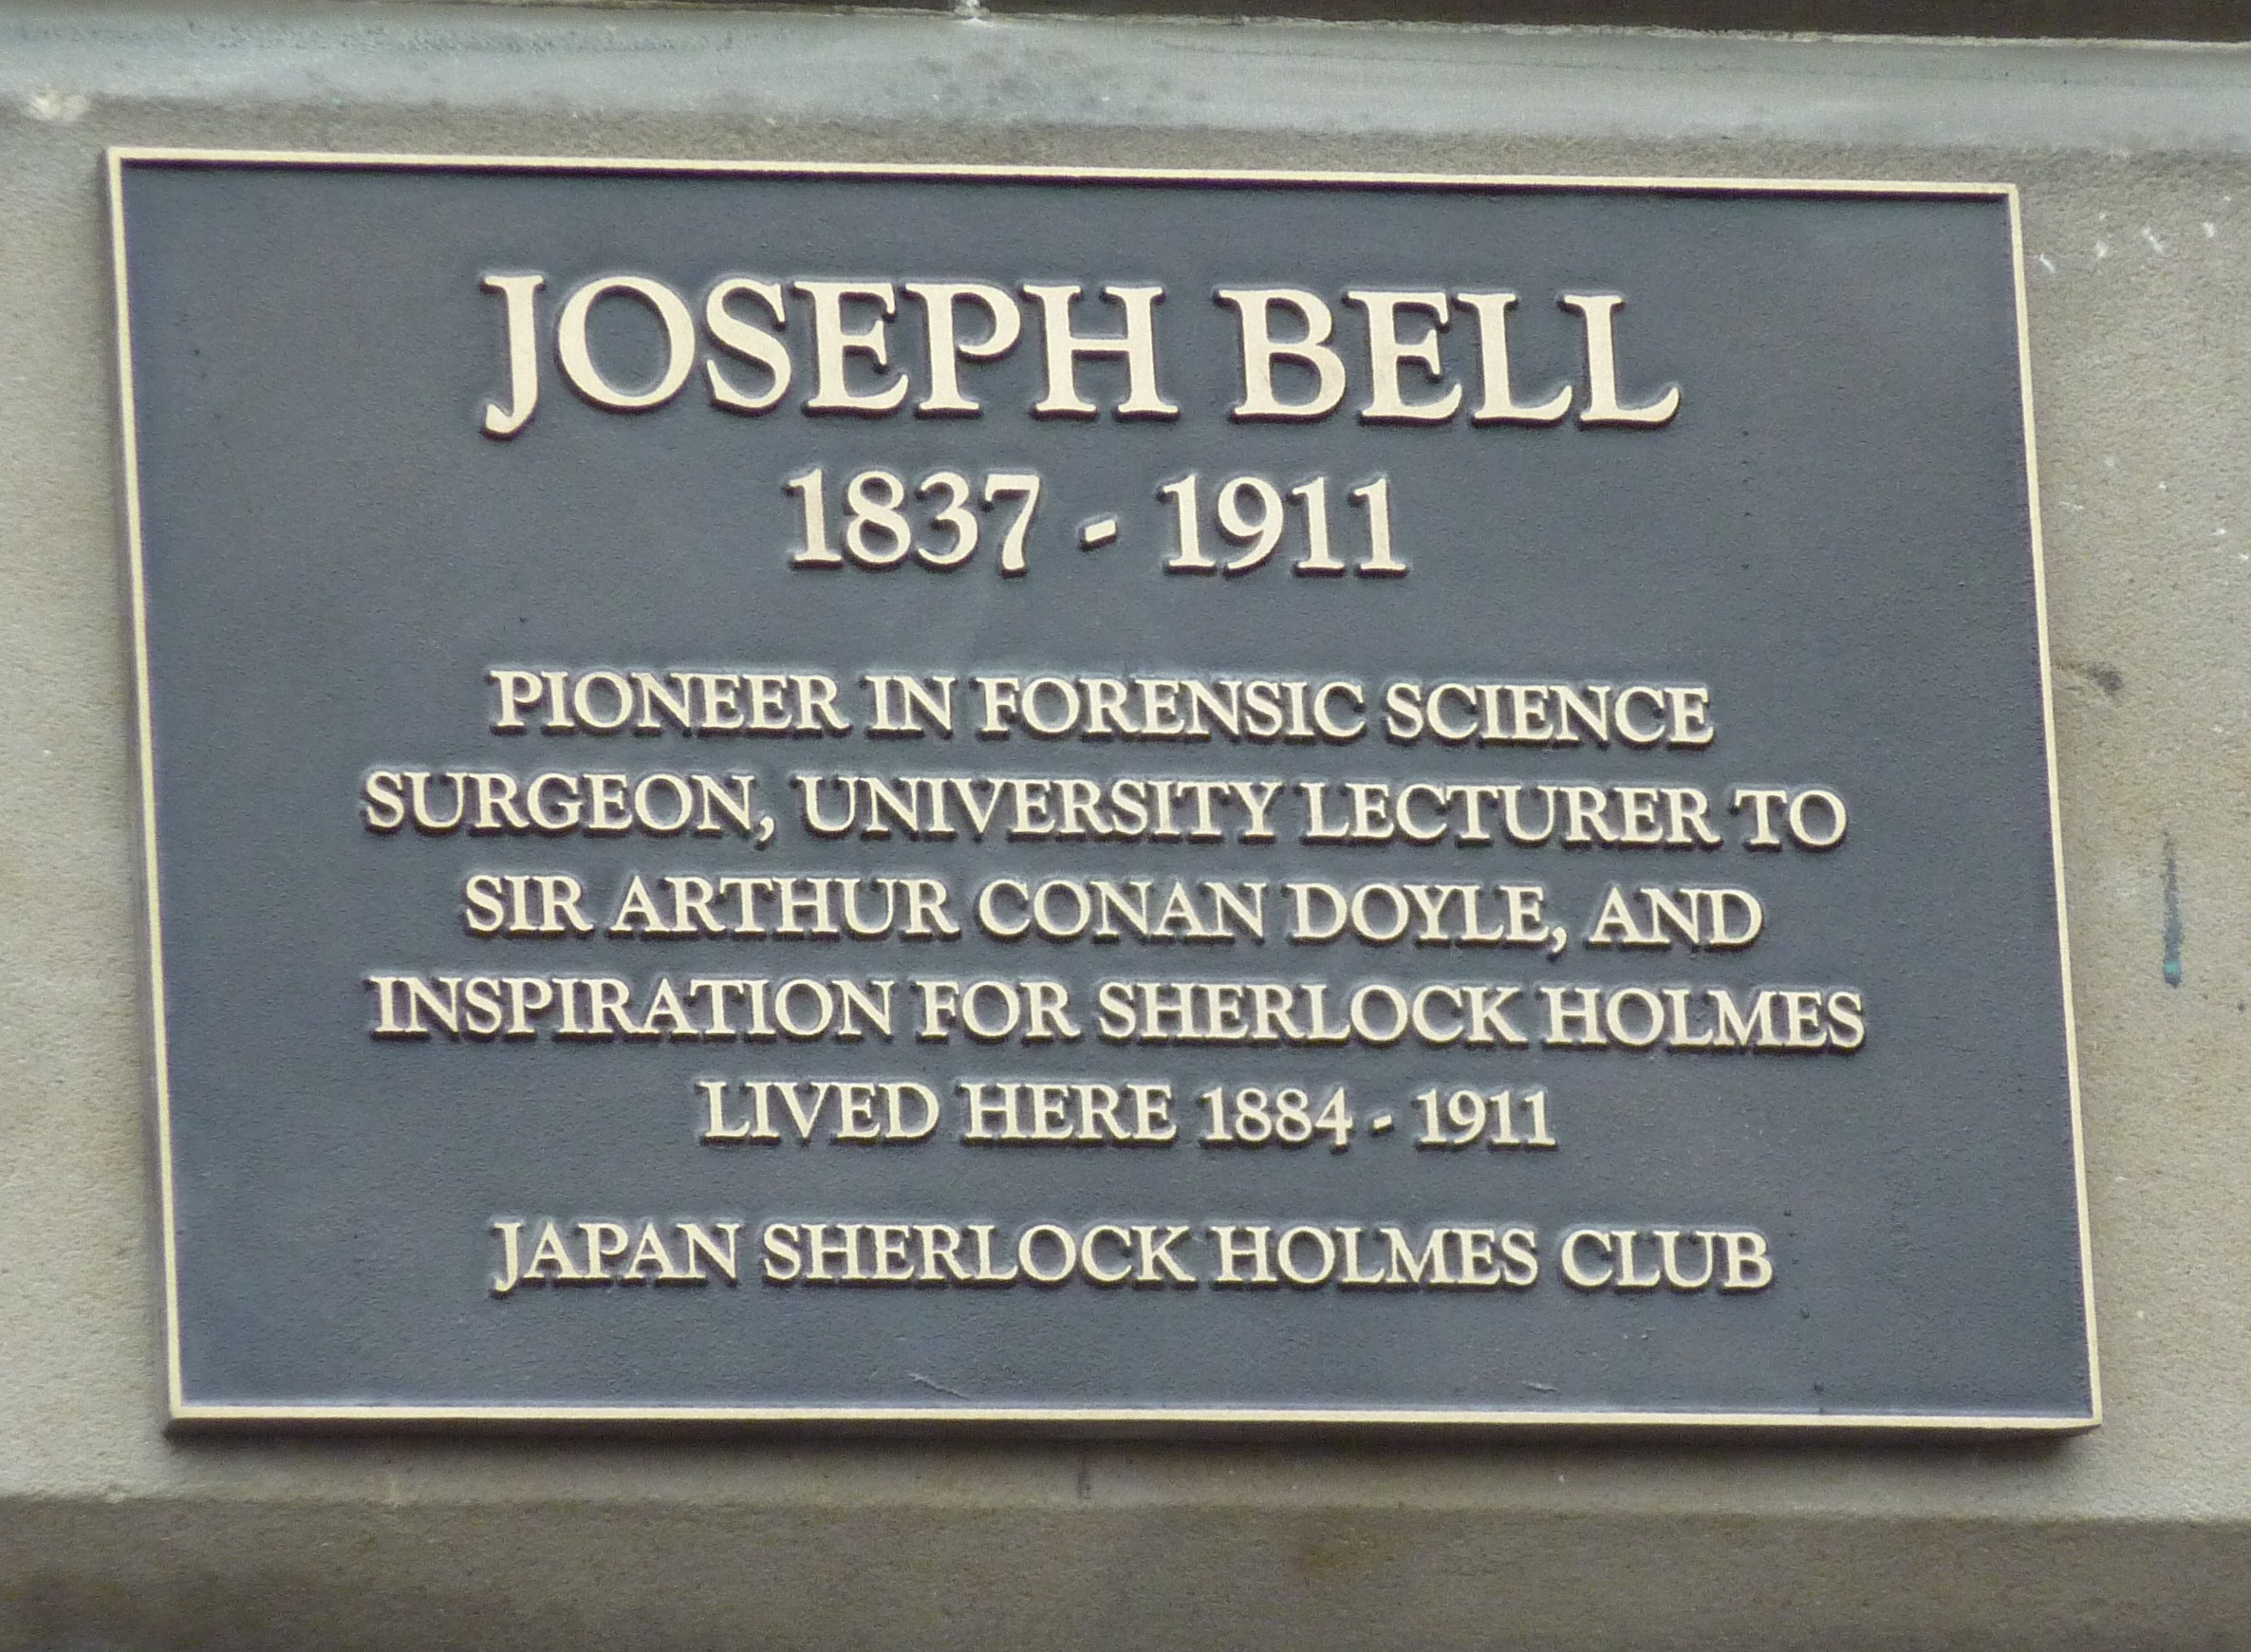 JOSEPH BELL
1837 - 1911
PIONEER IN FORENSIC SCIENCE
SURGEON, UNIVERSITY LECTURER TO
SIR ARTHUR CONAN DOYLE, AND
INSPIRATION FOR SHERLOCK HOLMES
LIVED HERE 1884 - 1911
JAPAN SHERLOCK HOLMES CLUB